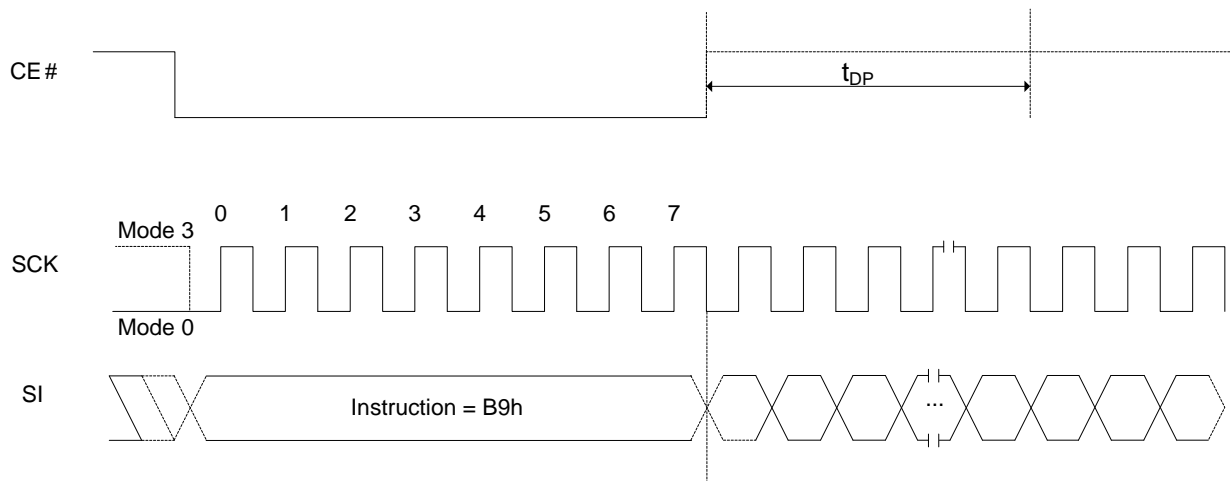 CE#
tDP
0 1 2 3 4 5 6 7
Mode 3
SCK
Mode 0
SI
Instruction = B9h
...